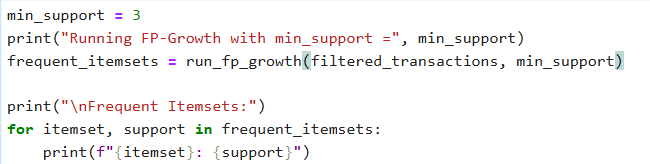 min_support = 3
print("Running FP-Growth with min_support =", min_support)
frequent_itemsets = run_fp_growth(filtered_transactions, min_support)
print("\nFrequent Itemsets:")
for itemset, support in frequent_itemsets:
    print(f"{itemset}: {support}")